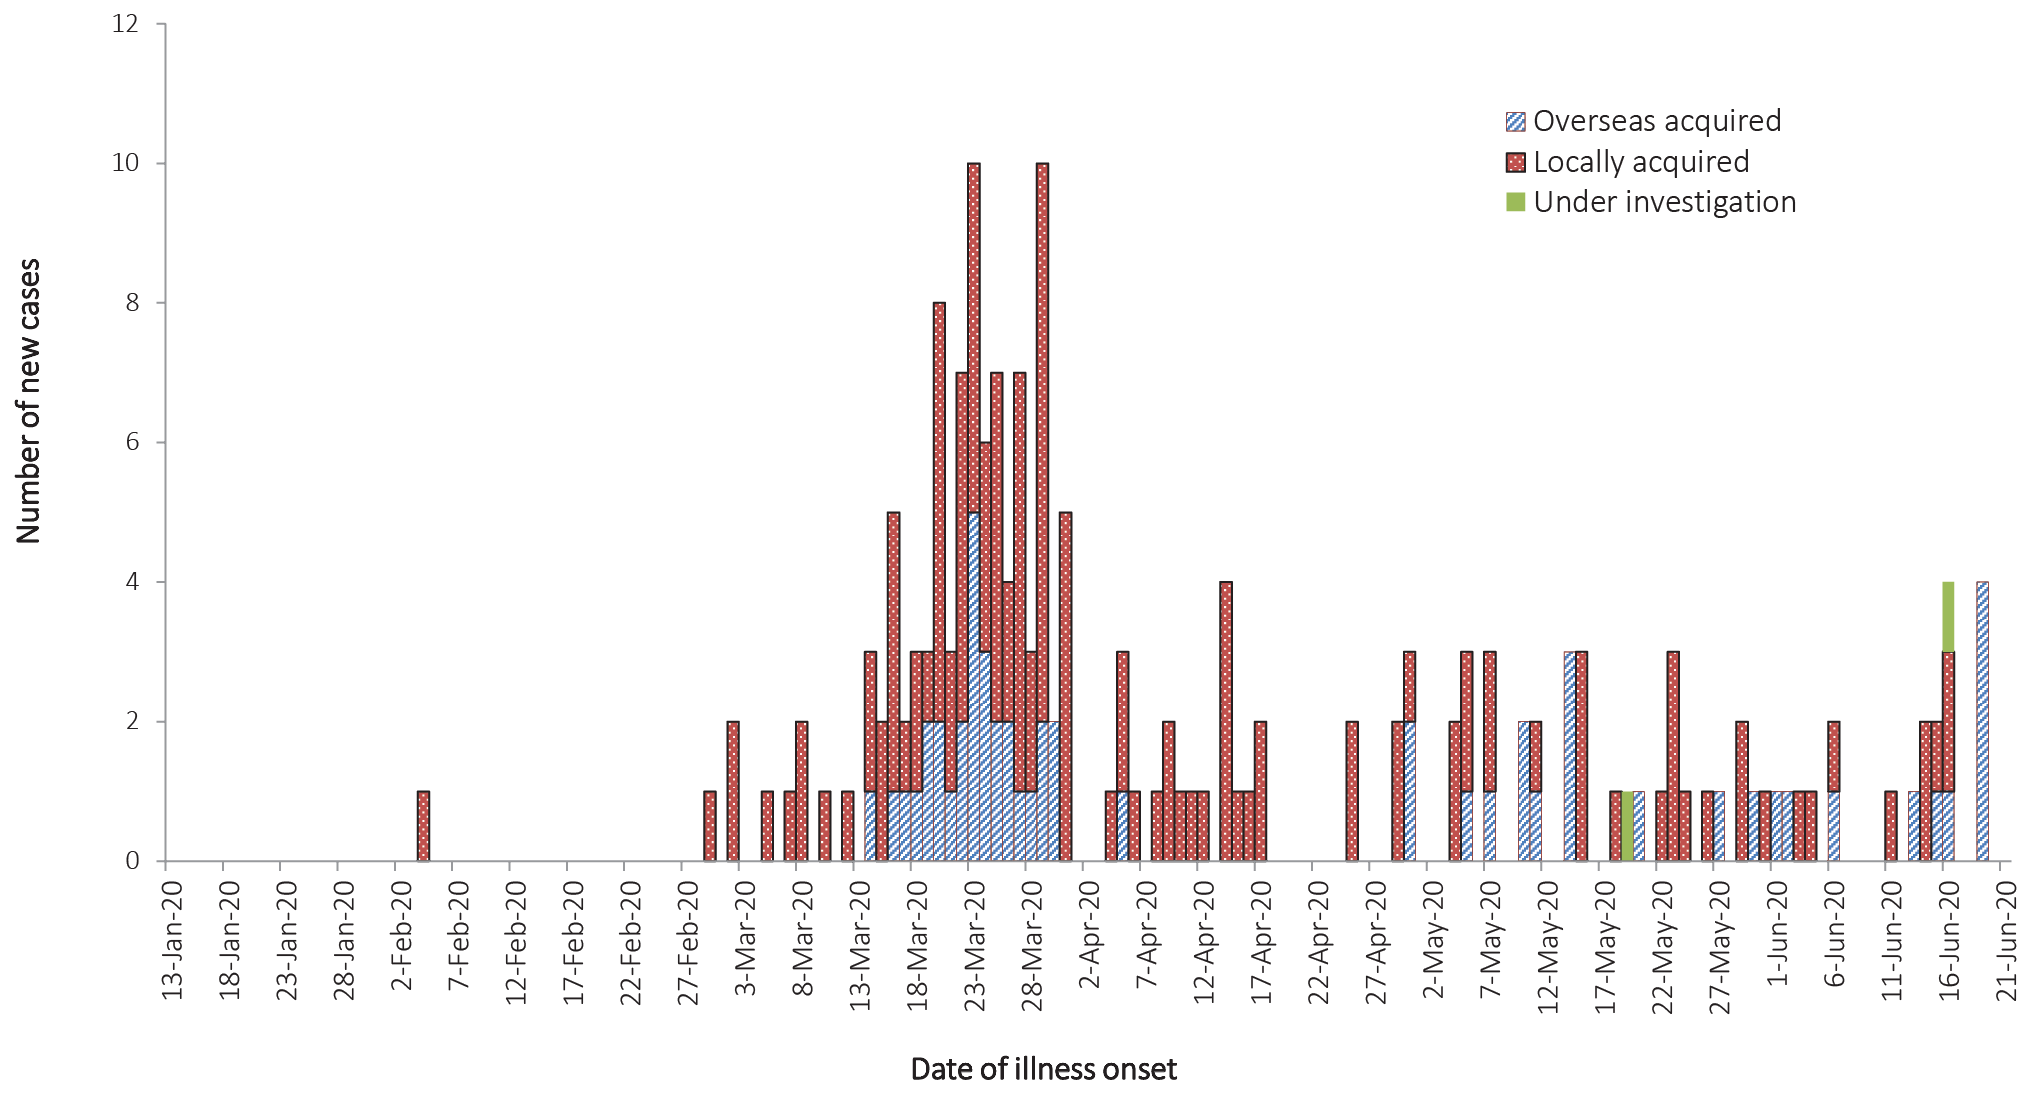 12
10
8
6
4
2
0
Number of new cases
Overseas acquired
Locally acquired
Under investigation
13-Jan-20
18-Jan-20
23-Jan-20
28-Jan-20
2-Feb-20
7-Feb-20
12-Feb-20
17-Feb-20
22-Feb-20
27-Feb-20
3-Mar-20
8-Mar-20
13-Mar-20
18-Mar-20
23-Mar-20
28-Mar-20
2-Apr-20
7-Apr-20
12-Apr-20
17-Apr-20
22-Apr-20
27-Apr-20
2-May-20
7-May-20
12-May-20
17-May-20
22-May-20
27-May-20
1-Jun-20
6-Jun-20
11-Jun-20
16-Jun-20
21-Jun-20
Date of illness onset